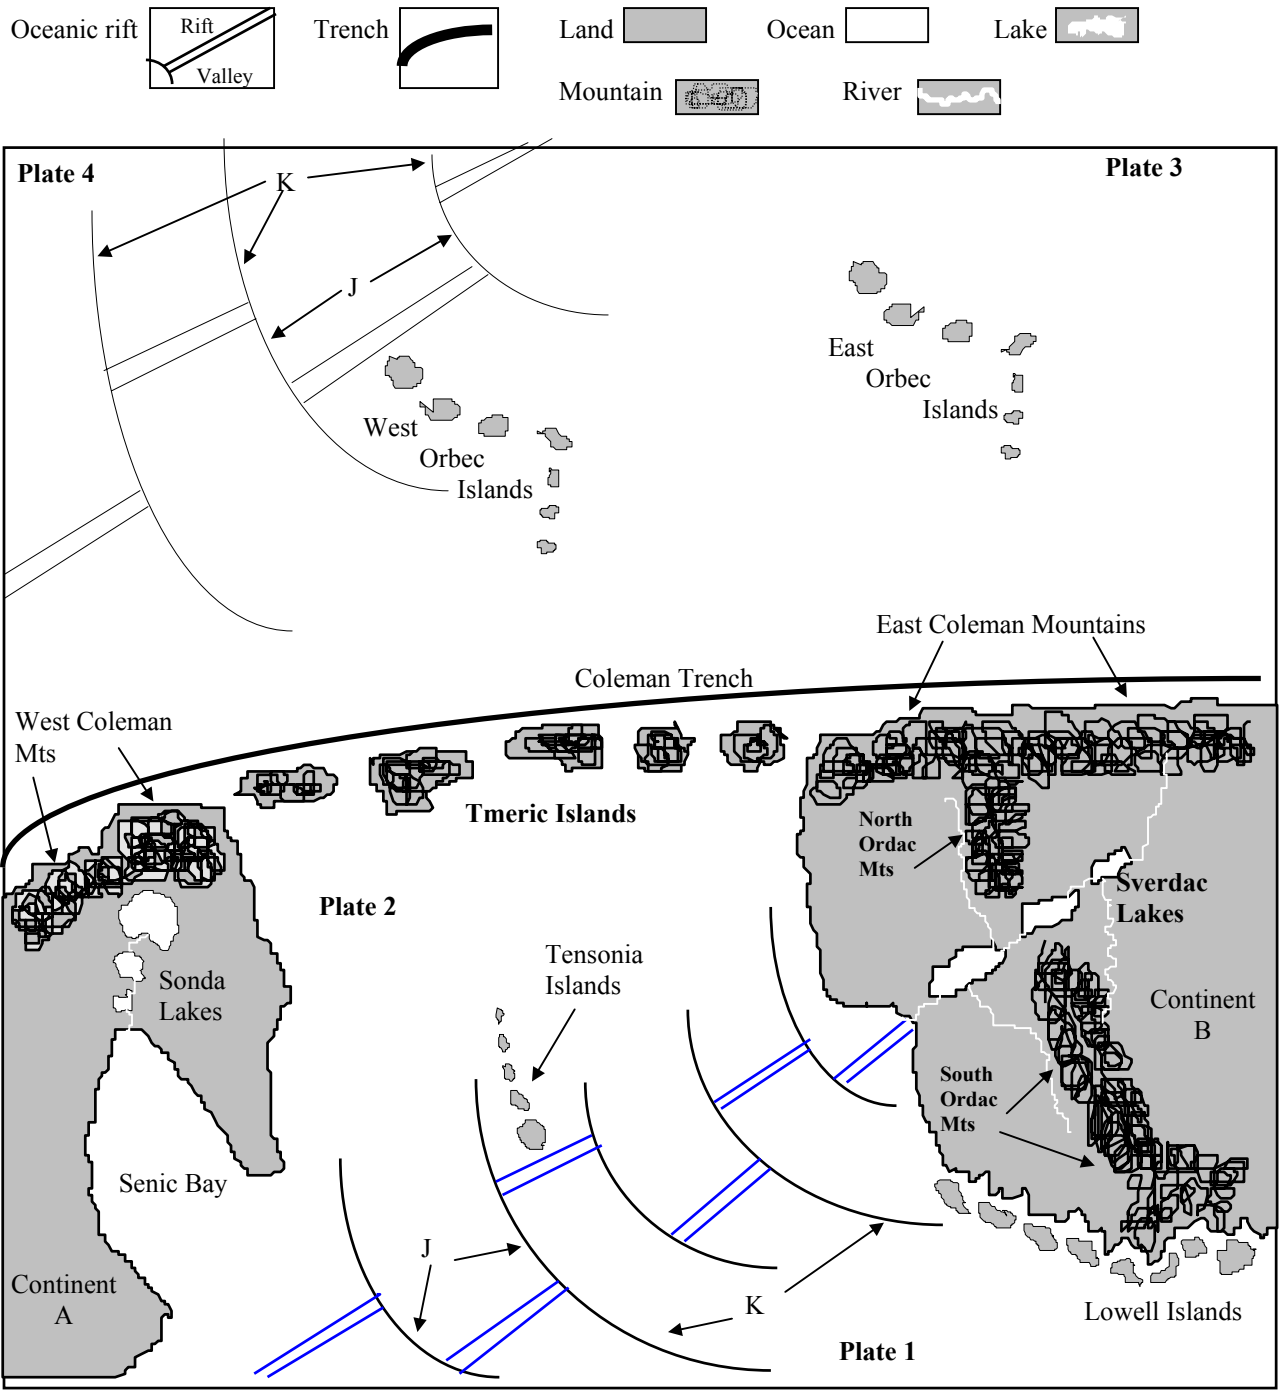 Oceanic rift
Rift
Valley
Trench
Land
Ocean
Lake
Mountain
River
Plate 4
K
Plate 3
J
East
Orbec
Islands
West
Orbec
Islands
East Coleman Mountains
Coleman Trench
West Coleman
Mts
Tmeric Islands
North
Ordac
Mts
Sverdac
Lakes
Plate 2
Tensonia
Islands
Sonda
Lakes
Continent
B
South
Ordac
Mts
Senic Bay
J
K
Continent
A
Lowell Islands
Plate 1